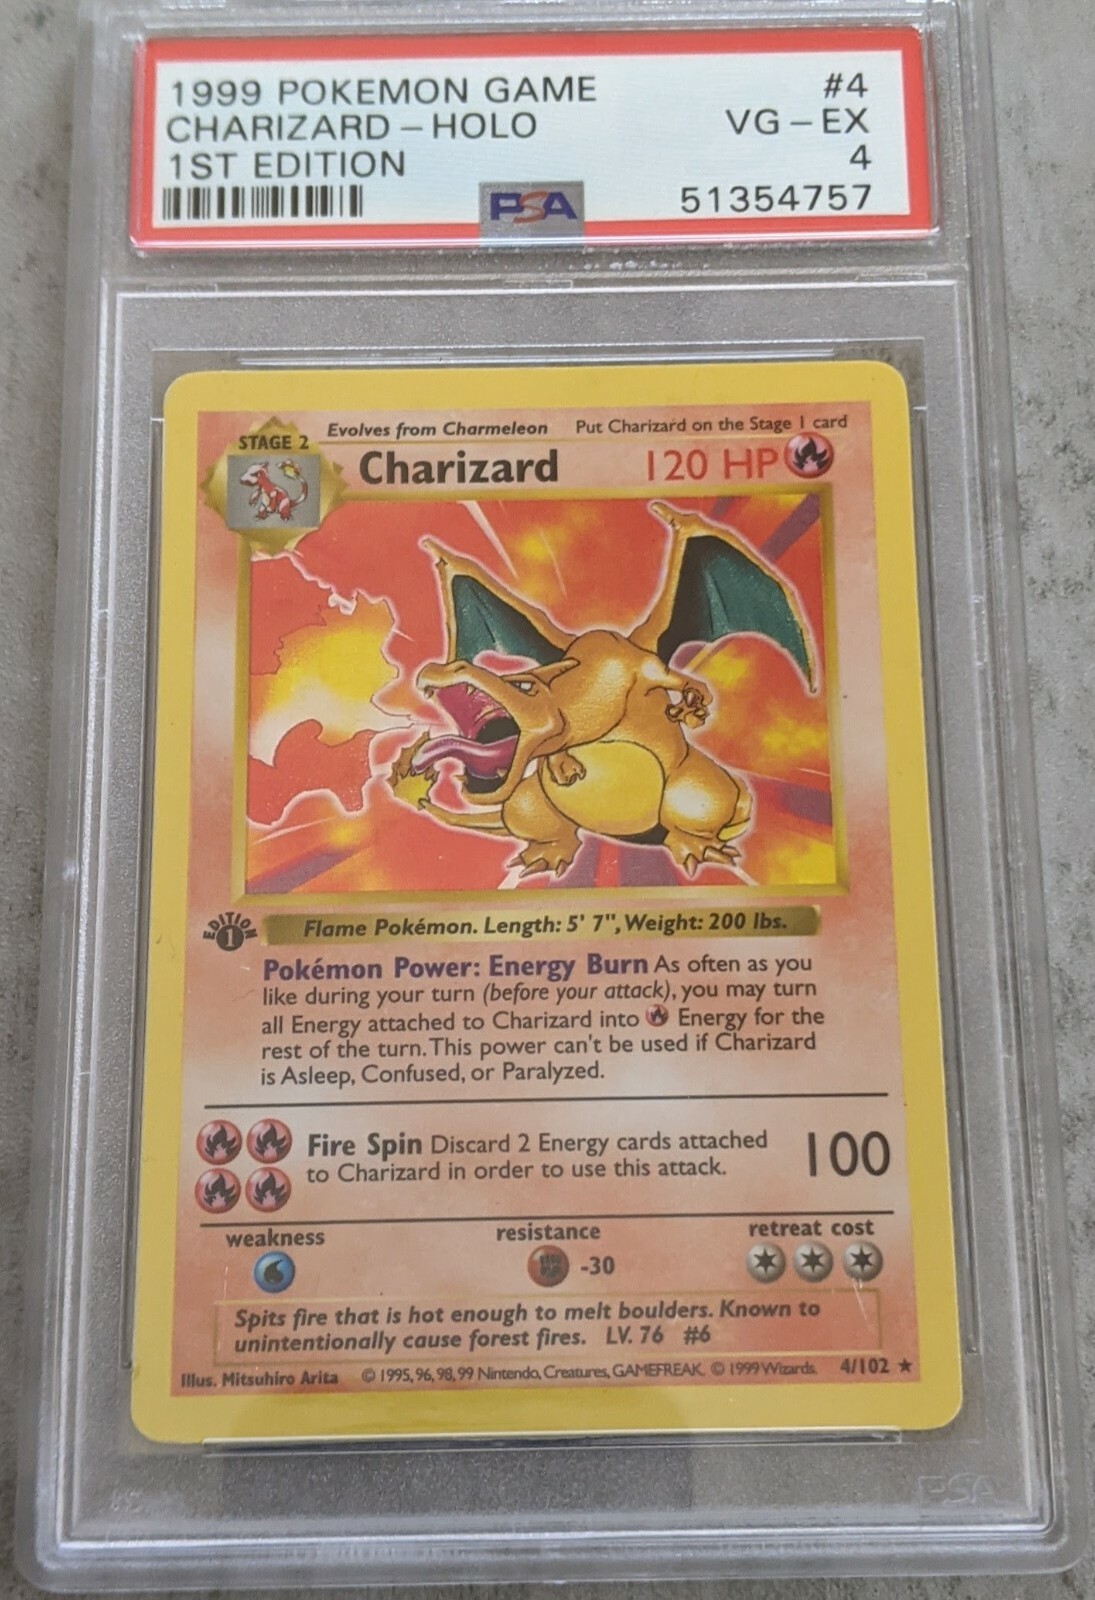 1999 POKEMON GAME #4
CHARIZARD – HOLO VG – EX
1ST EDITION 4
PSA 51354757
Evolves from Charmeleon Put Charizard on the Stage 1 card
STAGE 2
Charizard 120 HP
EDITION
1
Flame Pokémon. Length: 5' 7", Weight: 200 lbs.
Pokémon Power: Energy Burn As often as you
like during your turn (before your attack), you may turn
all Energy attached to Charizard into Energy for the
rest of the turn. This power can't be used if Charizard
is Asleep, Confused, or Paralyzed.
Fire Spin Discard 2 Energy cards attached
to Charizard in order to use this attack.
100
weakness resistance retreat cost
-30
Spits fire that is hot enough to melt boulders. Known to
unintentionally cause forest fires. LV. 76 #6
Illus. Mitsuhiro Arita © 1995, 96, 98, 99 Nintendo, Creatures, GAMEFREAK. © 1999 Wizards. 4/102 ★
PSA